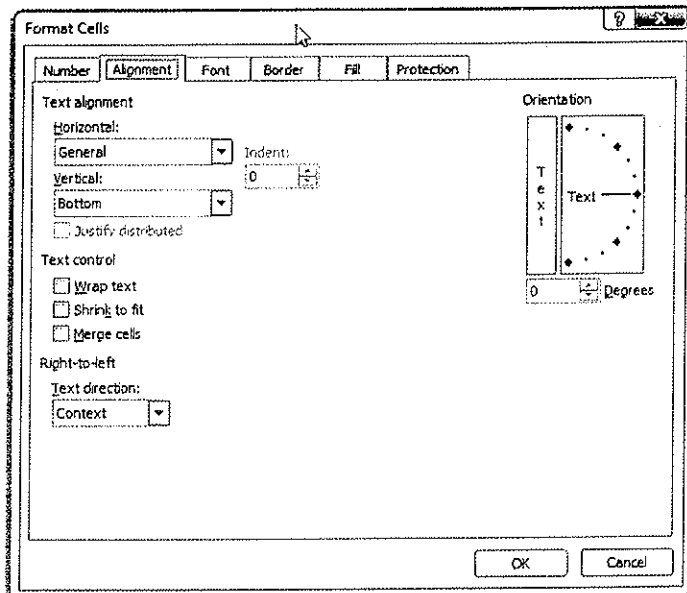 Format Cells
?
Number Alignment Font Border Fill Protection
Text alignment
Horizontal:
General
Indent:
0
Vertical:
Bottom
Justify distributed
Text control
Wrap text
Shrink to fit
Merge cells
Right-to-left
Text direction:
Context
Orientation
Text
Text
0 Degrees
OK Cancel